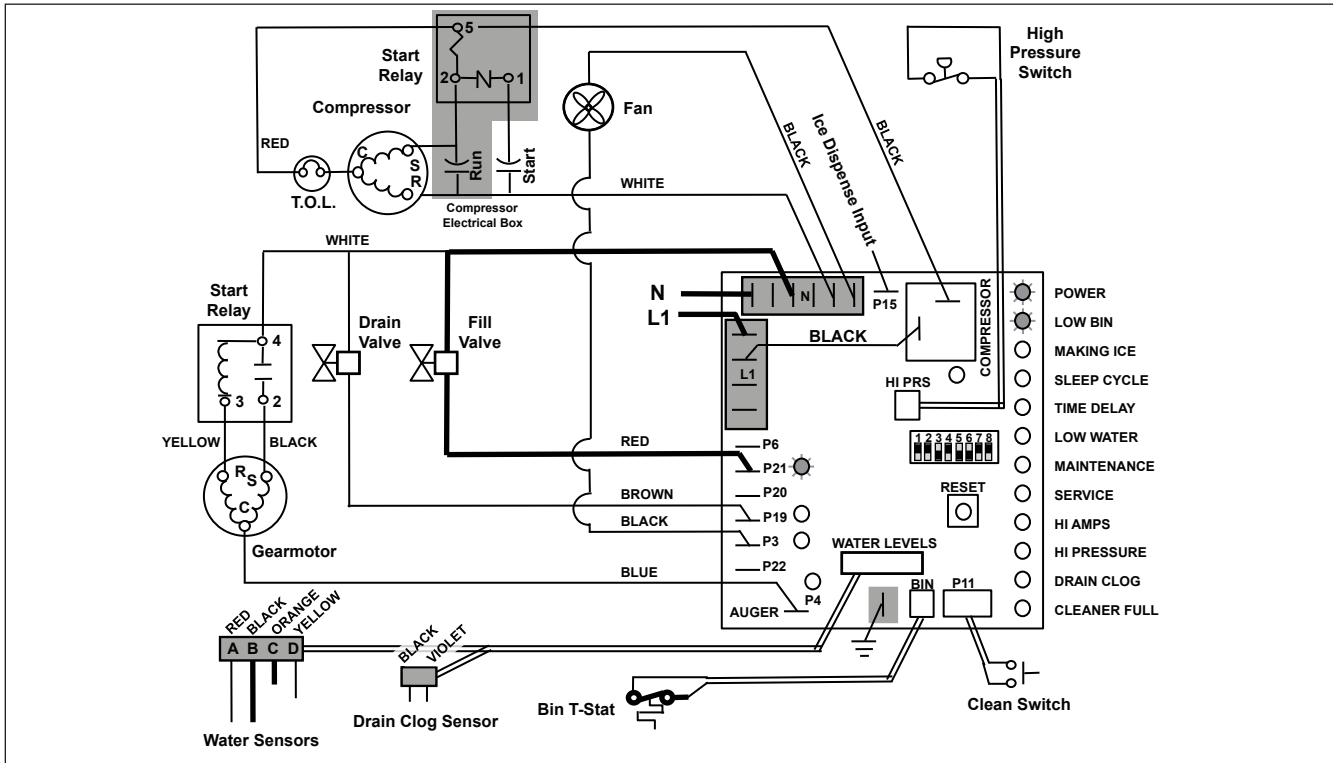 5
Start
Relay
2
N
1
Compressor
RED
C
S
R
T.O.L.
Run
Start
Compressor
Electrical Box
Fan
WHITE
BLACK
Ice Dispense Input
BLACK
High
Pressure
Switch
WHITE
Start
Relay
4
3
2
YELLOW
BLACK
R
S
C
Gearmotor
Drain
Valve
Fill
Valve
N
L1
N
P15
BLACK
L1
COMPRESSOR
HI PRS
1 2 3 4 5 6 7 8
RESET
POWER
LOW BIN
MAKING ICE
SLEEP CYCLE
TIME DELAY
LOW WATER
MAINTENANCE
SERVICE
HI AMPS
HI PRESSURE
DRAIN CLOG
CLEANER FULL
P6
RED
P21
P20
BROWN
P19
BLACK
P3
P22
BLUE
P4
AUGER
WATER LEVELS
BIN
P11
RED
BLACK
ORANGE
YELLOW
A B C D
Water Sensors
BLACK
VIOLET
Drain Clog Sensor
Bin T-Stat
Clean Switch